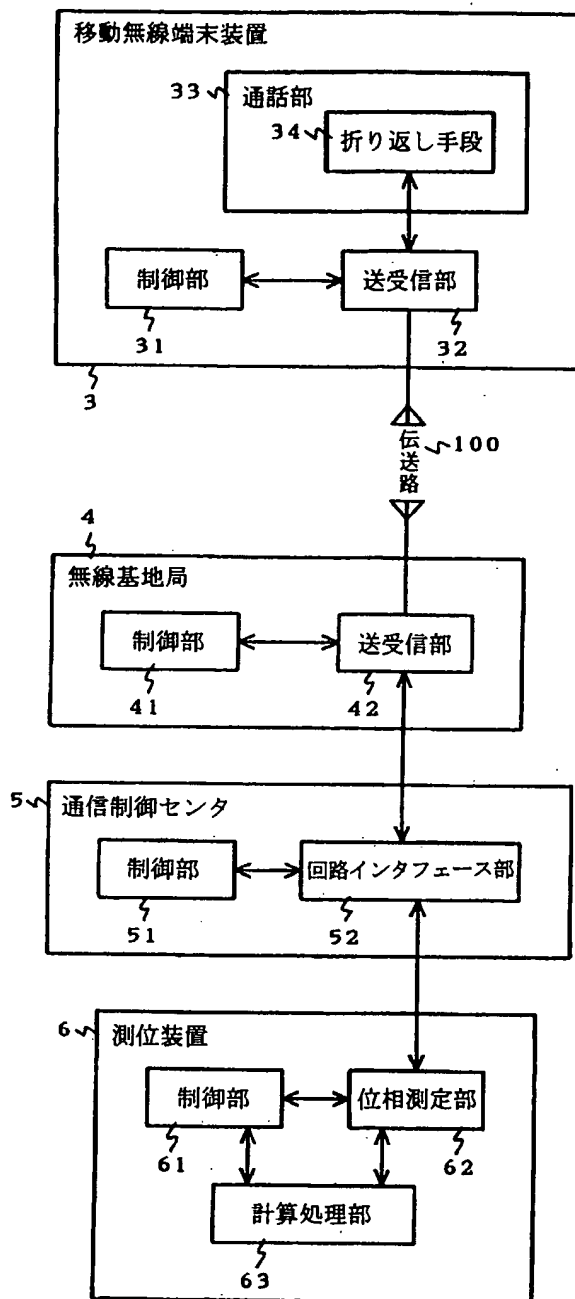 移動無線端末装置
33
通話部
34
折り返し手段
制御部
送受信部
31
32
3
伝送路
100
4
無線基地局
制御部
送受信部
41
42
5
通信制御センタ
制御部
回路インタフェース部
51
52
6
測位装置
制御部
位相測定部
61
62
計算処理部
63